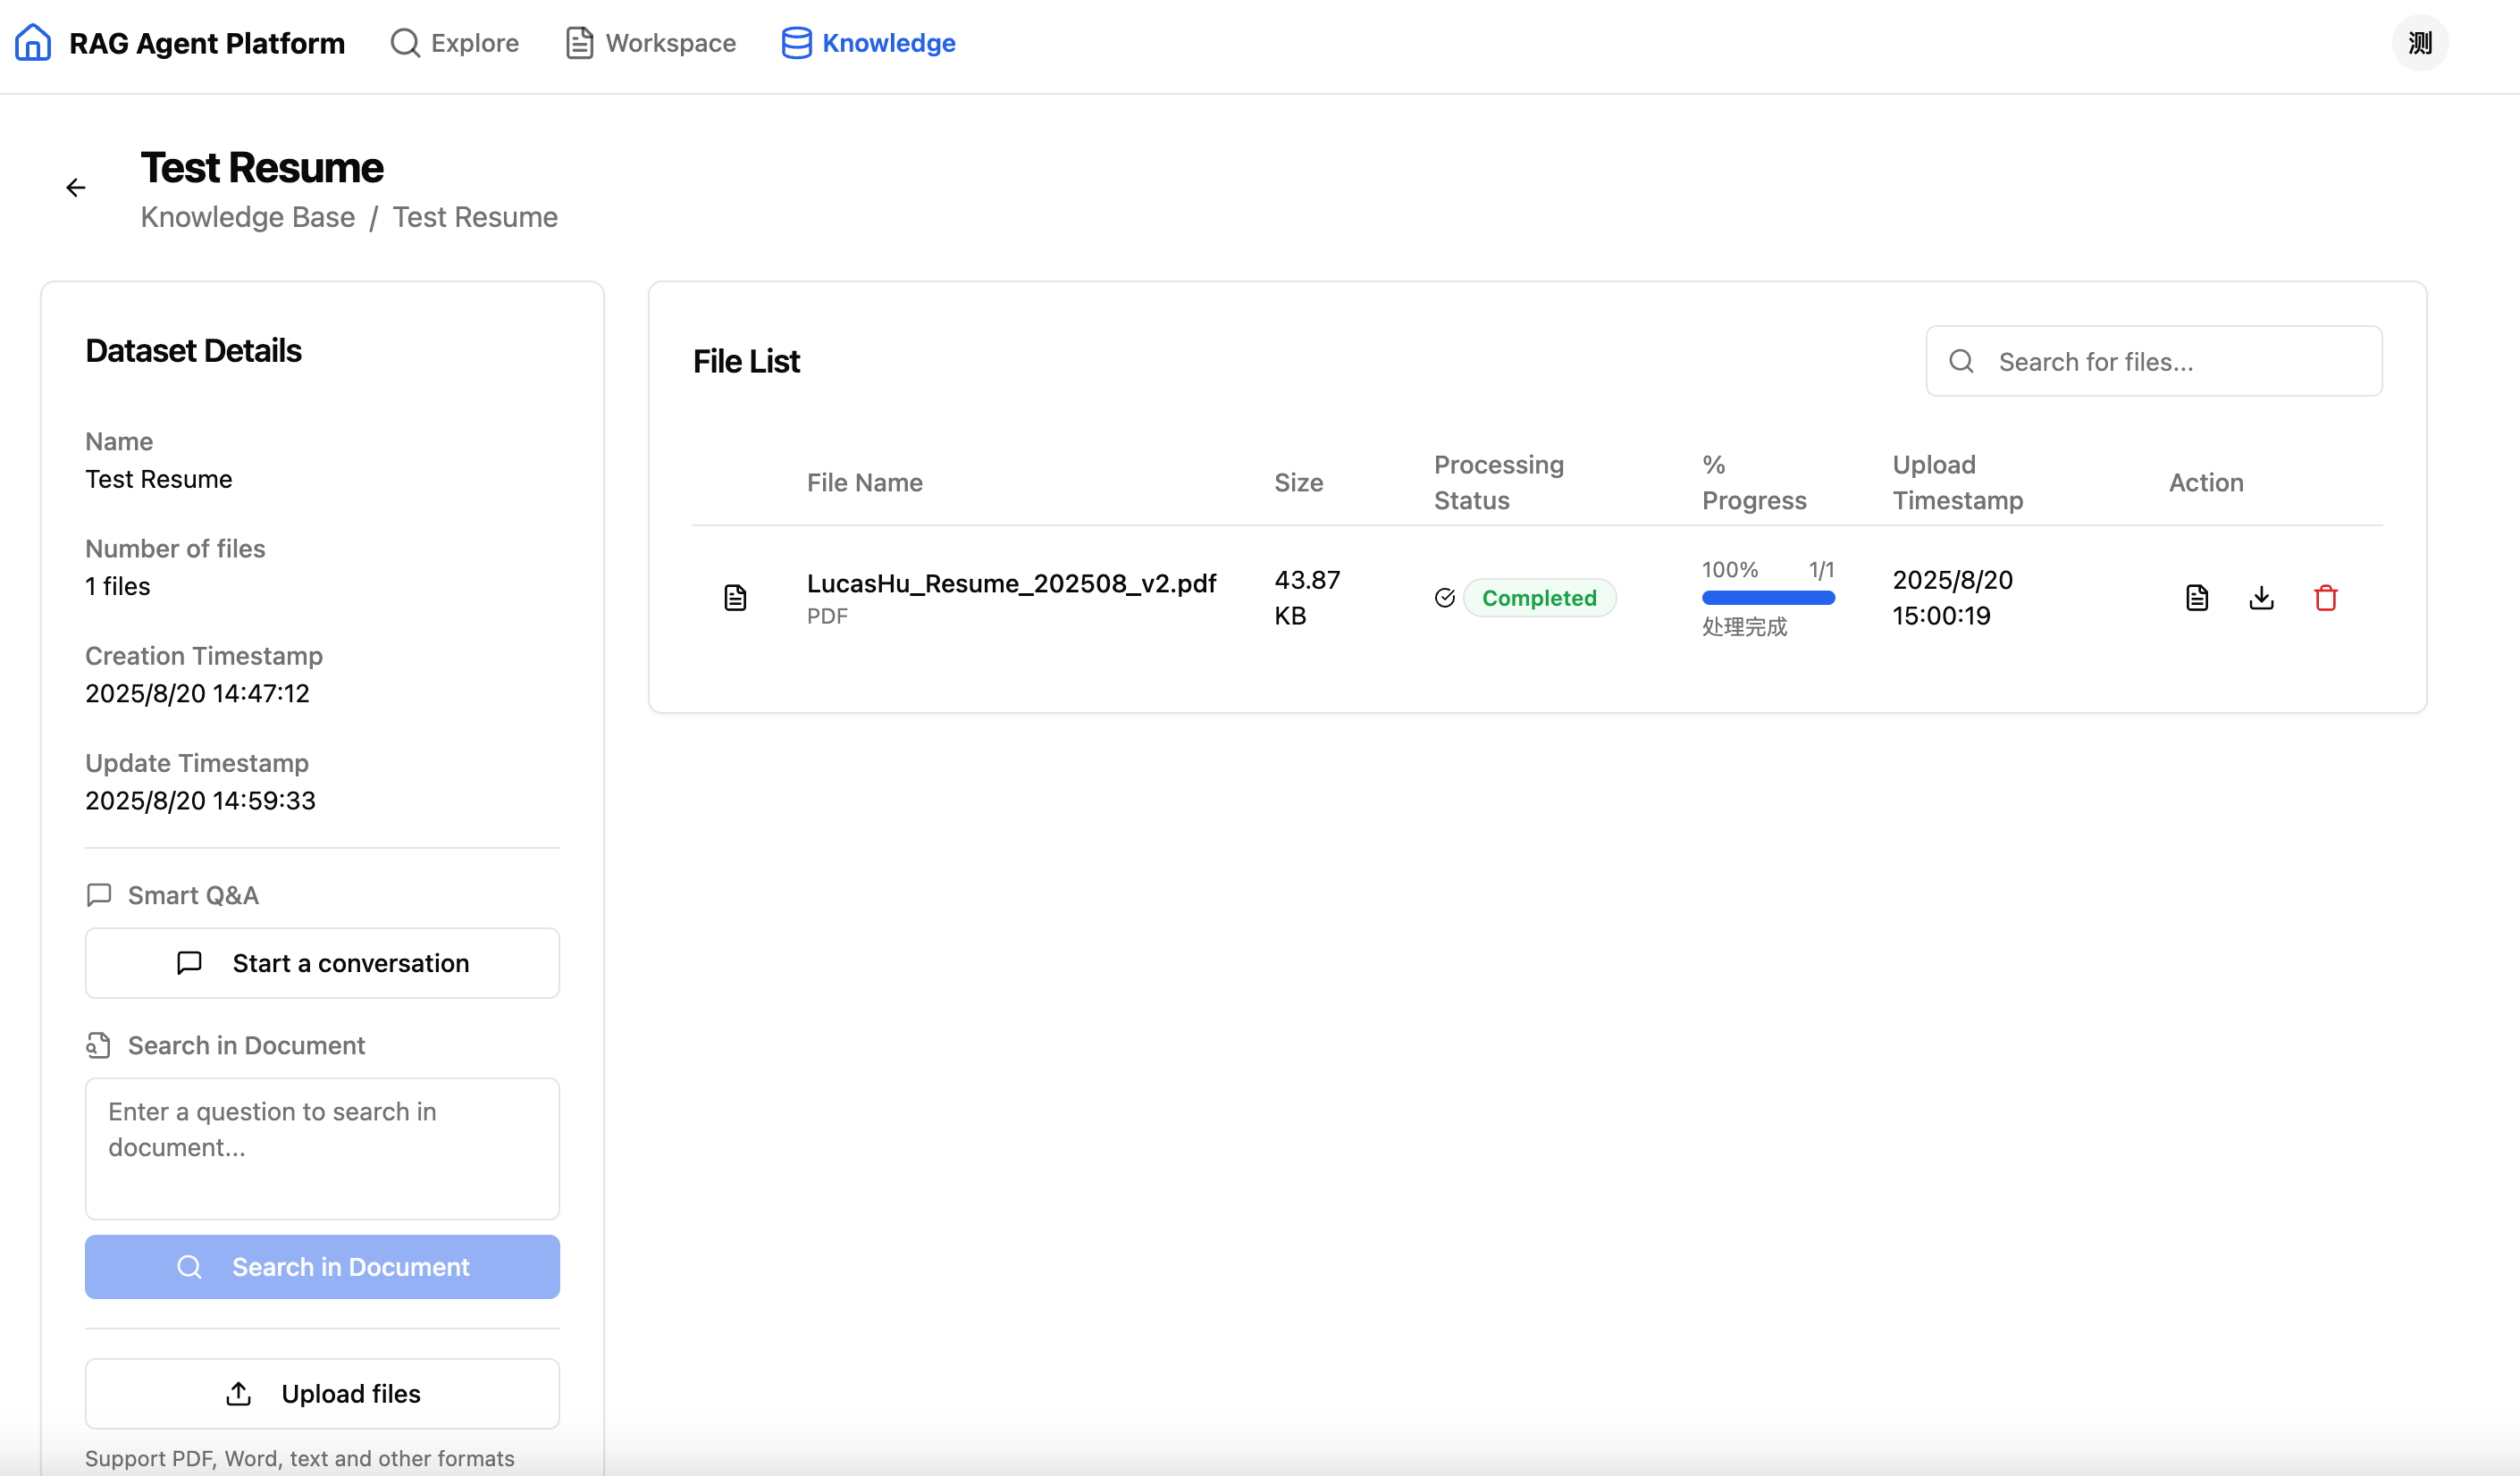 RAG Agent Platform
Explore
Workspace
Knowledge
测
Test Resume
Knowledge Base / Test Resume
Dataset Details
Name
Test Resume
Number of files
1 files
Creation Timestamp
2025/8/20 14:47:12
Update Timestamp
2025/8/20 14:59:33
Smart Q&A
Start a conversation
Search in Document
Enter a question to search in
document...
Search in Document
Upload files
Support PDF, Word, text and other formats
File List
Search for files...
File Name
Size
Processing
Status
%
Progress
Upload
Timestamp
Action
LucasHu_Resume_202508_v2.pdf
PDF
43.87
KB
Completed
100% 1/1
处理完成
2025/8/20
15:00:19